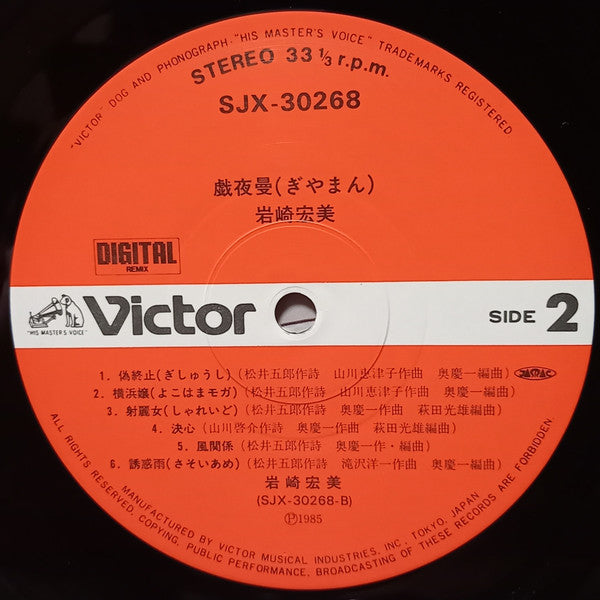 "VICTOR" DOG AND PHONOGRAPH·"HIS MASTER'S VOICE" TRADEMARKS REGISTERED
STEREO 33 1/3 r.p.m.
SJX-30268
戯夜曼(ぎやまん)
岩崎宏美
DIGITAL
REMIX
"HIS MASTER'S VOICE"
Victor
SIDE 2
1. 偽終止(ぎしゅうし)(松井五郎作詩 山川恵津子作曲 奥慶一編曲) JASRAC
2. 横浜嬢(よこはまモガ)(松井五郎作詩 山川恵津子作曲 奥慶一編曲)
3. 射麗女(しゃれいど)(松井五郎作詩 奥慶一作曲 萩田光雄編曲)
4. 決心(山川啓介作詩 奥慶一作曲 萩田光雄編曲)
5. 風関係(松井五郎作詩 奥慶一作・編曲)
6. 誘惑雨(さそいあめ)(松井五郎作詩 滝沢洋一作曲 奥慶一編曲)
岩崎宏美
(SJX-30268-B)
Ⓟ1985
MANUFACTURED BY VICTOR MUSICAL INDUSTRIES, INC. TOKYO, JAPAN
ALL RIGHTS RESERVED. COPYING, PUBLIC PERFORMANCE, BROADCASTING OF THESE RECORDS ARE FORBIDDEN.